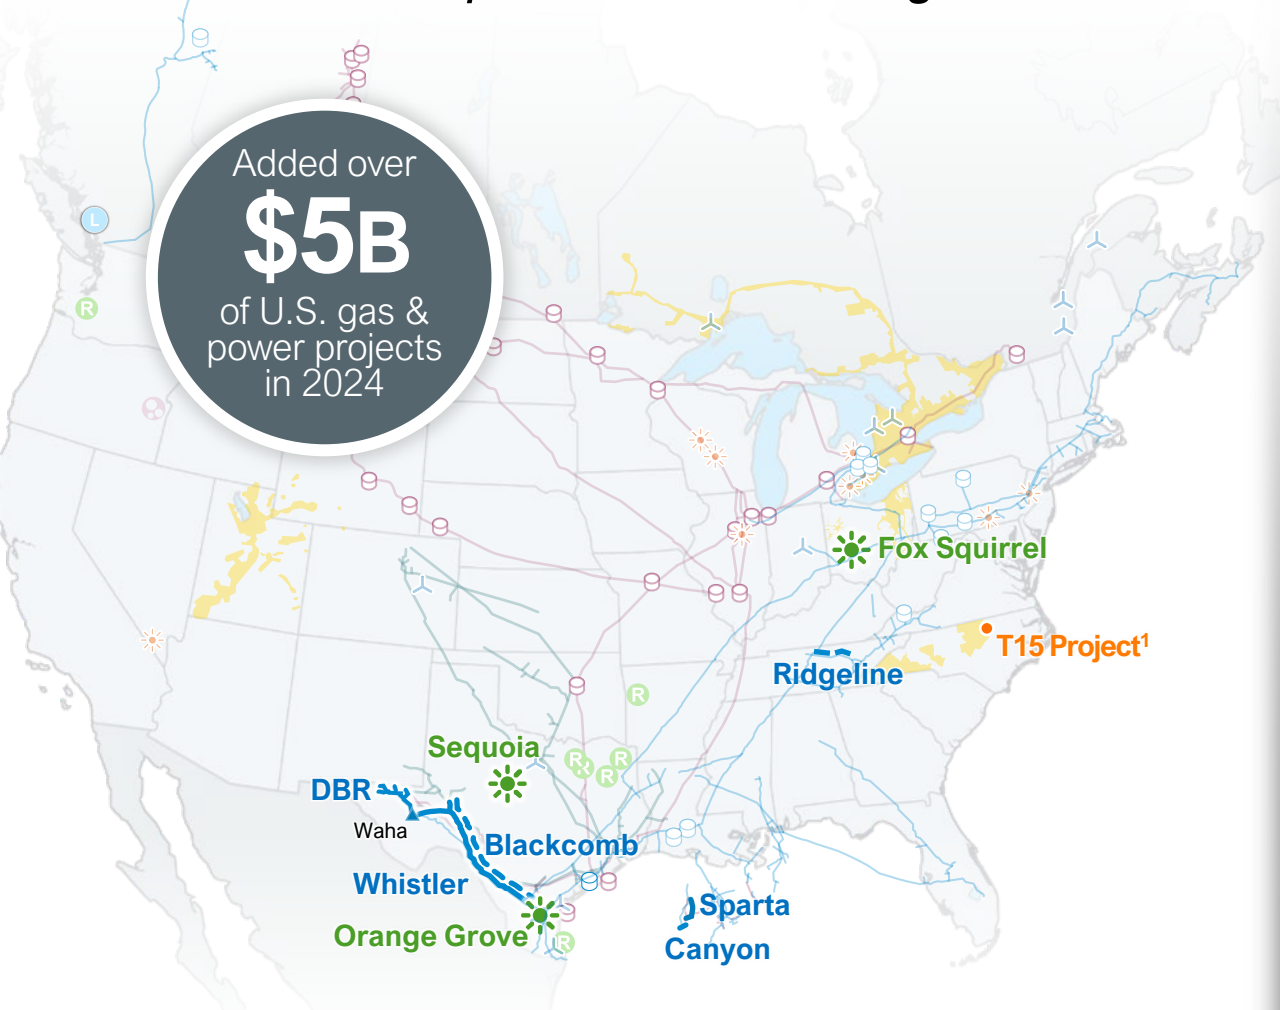 Added over
$5B
of U.S. gas &
power projects
in 2024
L
R
Fox Squirrel
T15 Project¹
Ridgeline
R
Sequoia
R
R
R
R
DBR
Waha
Blackcomb
Whistler
Sparta
Orange Grove
R
Canyon